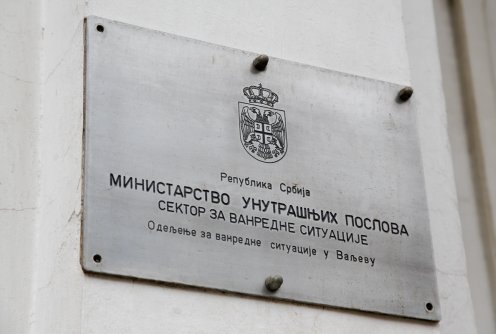 Република Србија
МИНИСТАРСТВО УНУТРАШЊИХ ПОСЛОВА
СЕКТОР ЗА ВАНРЕДНЕ СИТУАЦИЈЕ
Одељење за ванредне ситуације у Ваљеву